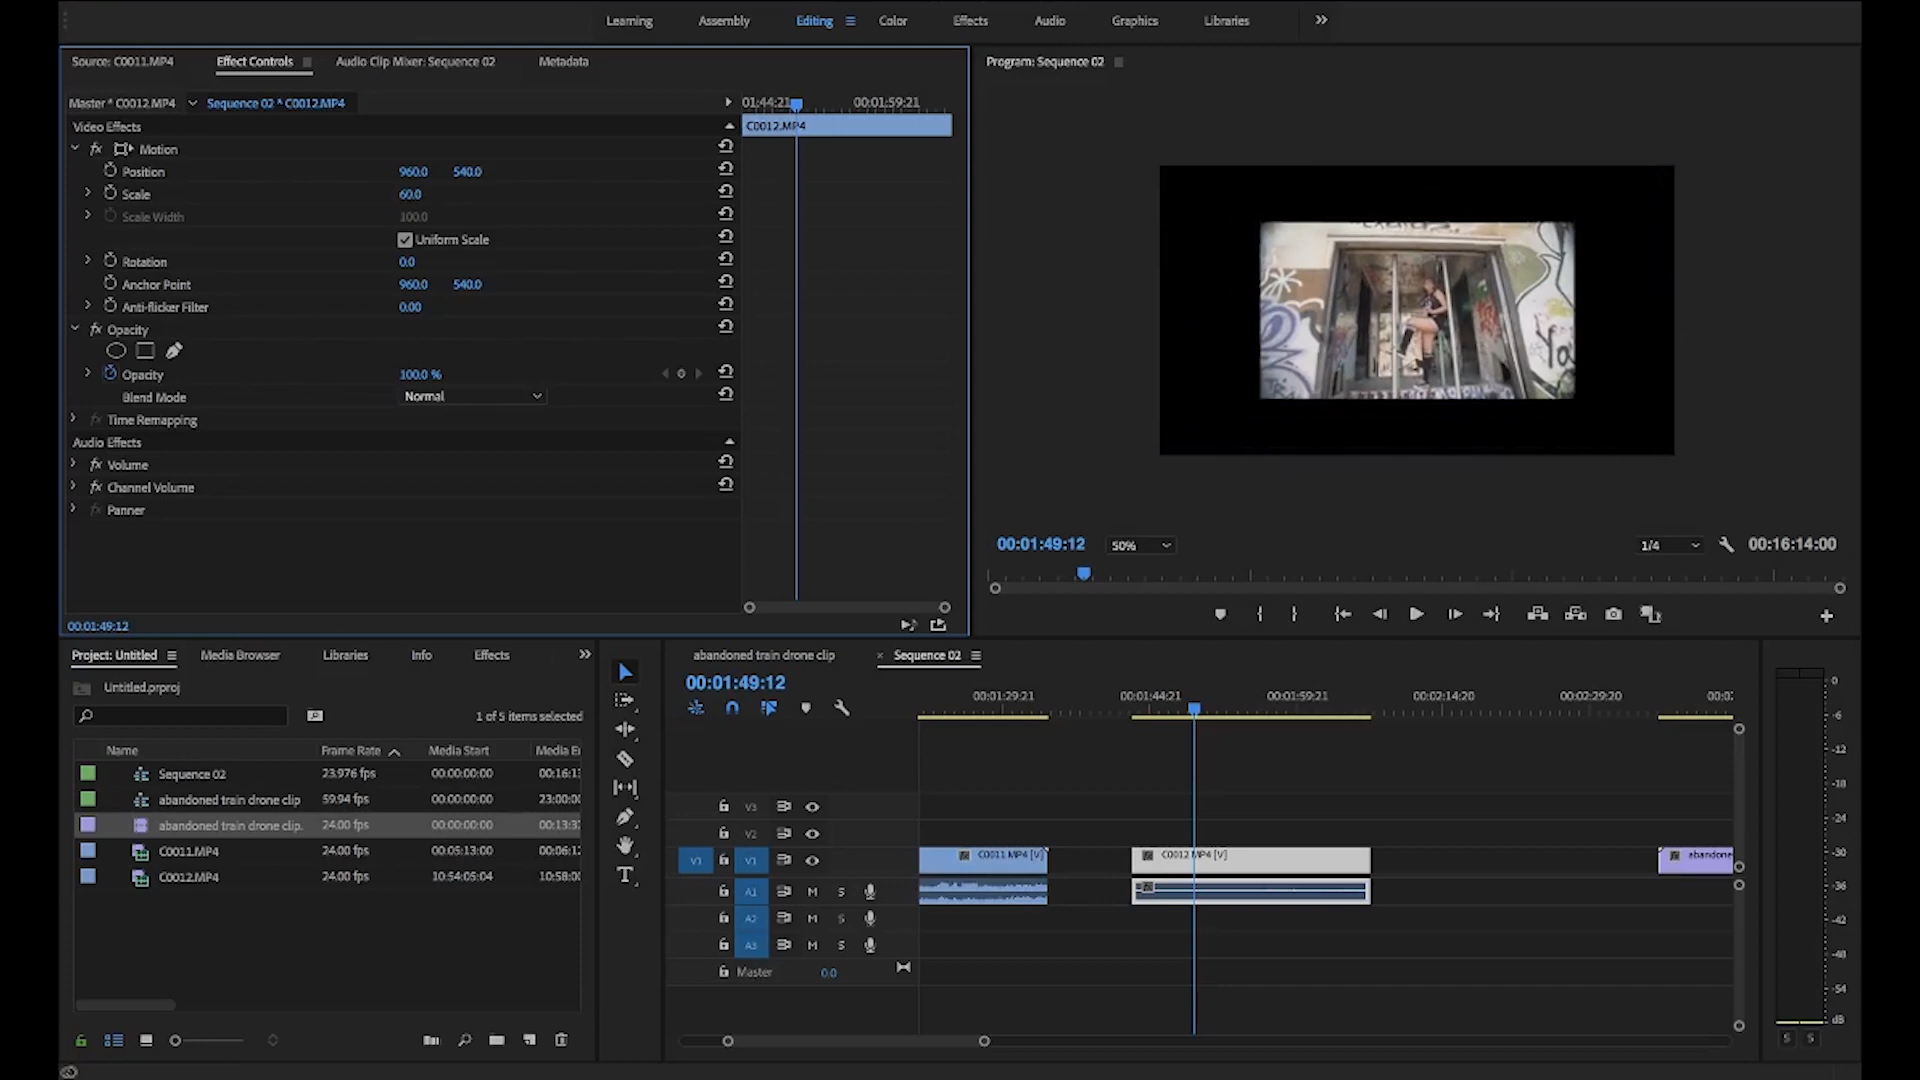 Learning Assembly Editing Color Effects Audio Graphics Libraries
Source: C0011.MP4 Effect Controls Audio Clip Mixer: Sequence 02 Metadata
Program: Sequence 02
Master * C0012.MP4 Sequence 02 * C0012.MP4
01:44:21 00:01:59:21
Video Effects
C0012.MP4
fx Motion
Position 960.0 540.0
Scale 60.0
Scale Width 100.0
Uniform Scale
Rotation 0.0
Anchor Point 960.0 540.0
Anti-flicker Filter 0.00
fx Opacity
Opacity 100.0 %
Blend Mode Normal
fx Time Remapping
Audio Effects
fx Volume
fx Channel Volume
fx Panner
00:01:49:12
00:01:49:12 50% 1/4 00:16:14:00
Project: Untitled Media Browser Libraries Info Effects
Untitled.prproj
1 of 5 items selected
Name Frame Rate Media Start Media E
Sequence 02 23.976 fps 00:00:00:00 00:16:1
abandoned train drone clip 59.94 fps 00:00:00:00 23:00:0
abandoned train drone clip. 24.00 fps 00:00:00:00 00:13:3
C0011.MP4 24.00 fps 00:05:13:00 00:06:1
C0012.MP4 24.00 fps 10:54:05:04 10:58:0
abandoned train drone clip × Sequence 02
00:01:49:12
00:01:29:21 00:01:44:21 00:01:59:21 00:02:14:20 00:02:29:20 00:0
V3
V2
V1 V1
C0011.MP4 [V] C0012.MP4 [V] abandone
A1 M S
A2 M S
A3 M S
Master 0.0
0
-6
-12
-18
-24
-30
-36
-42
-48
-54
dB
S S
Ya